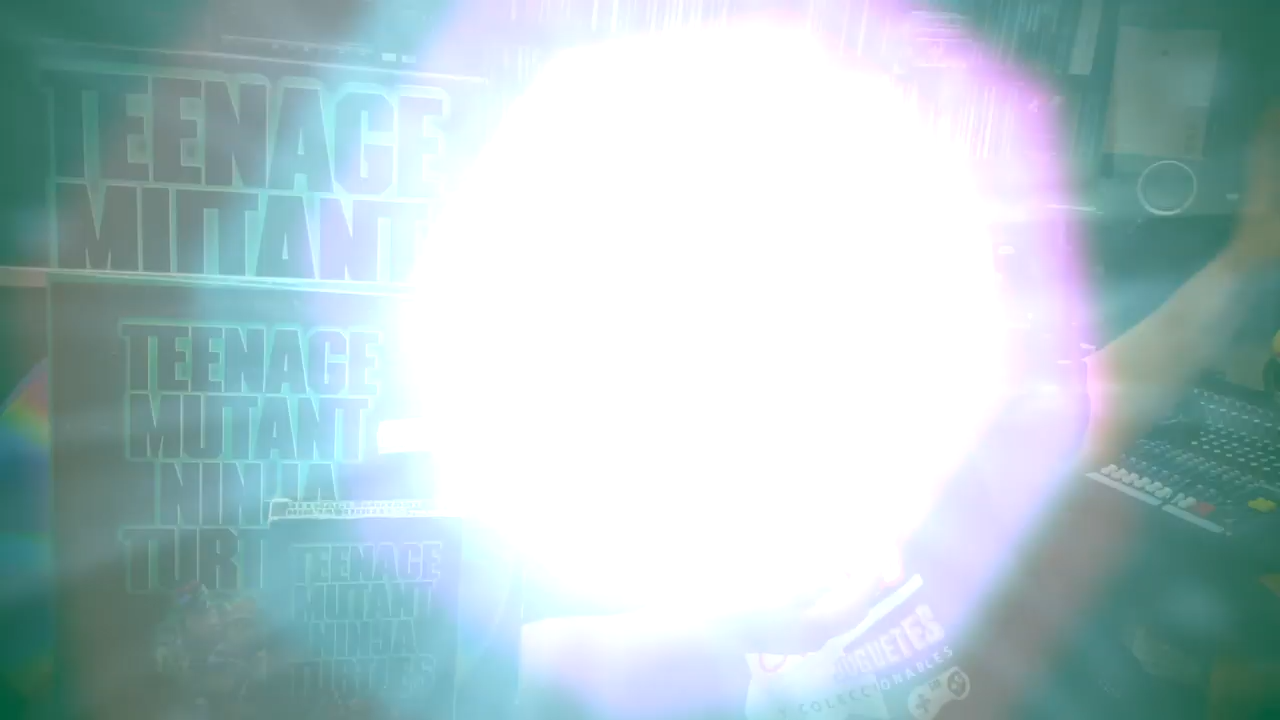 TEENAGE
MUTANT
TEENAGE
MUTANT
NINJA
TURT
TEENAGE
MUTANT
NINJA
TURTLES
JUGUETES
Y COLECCIONABLES